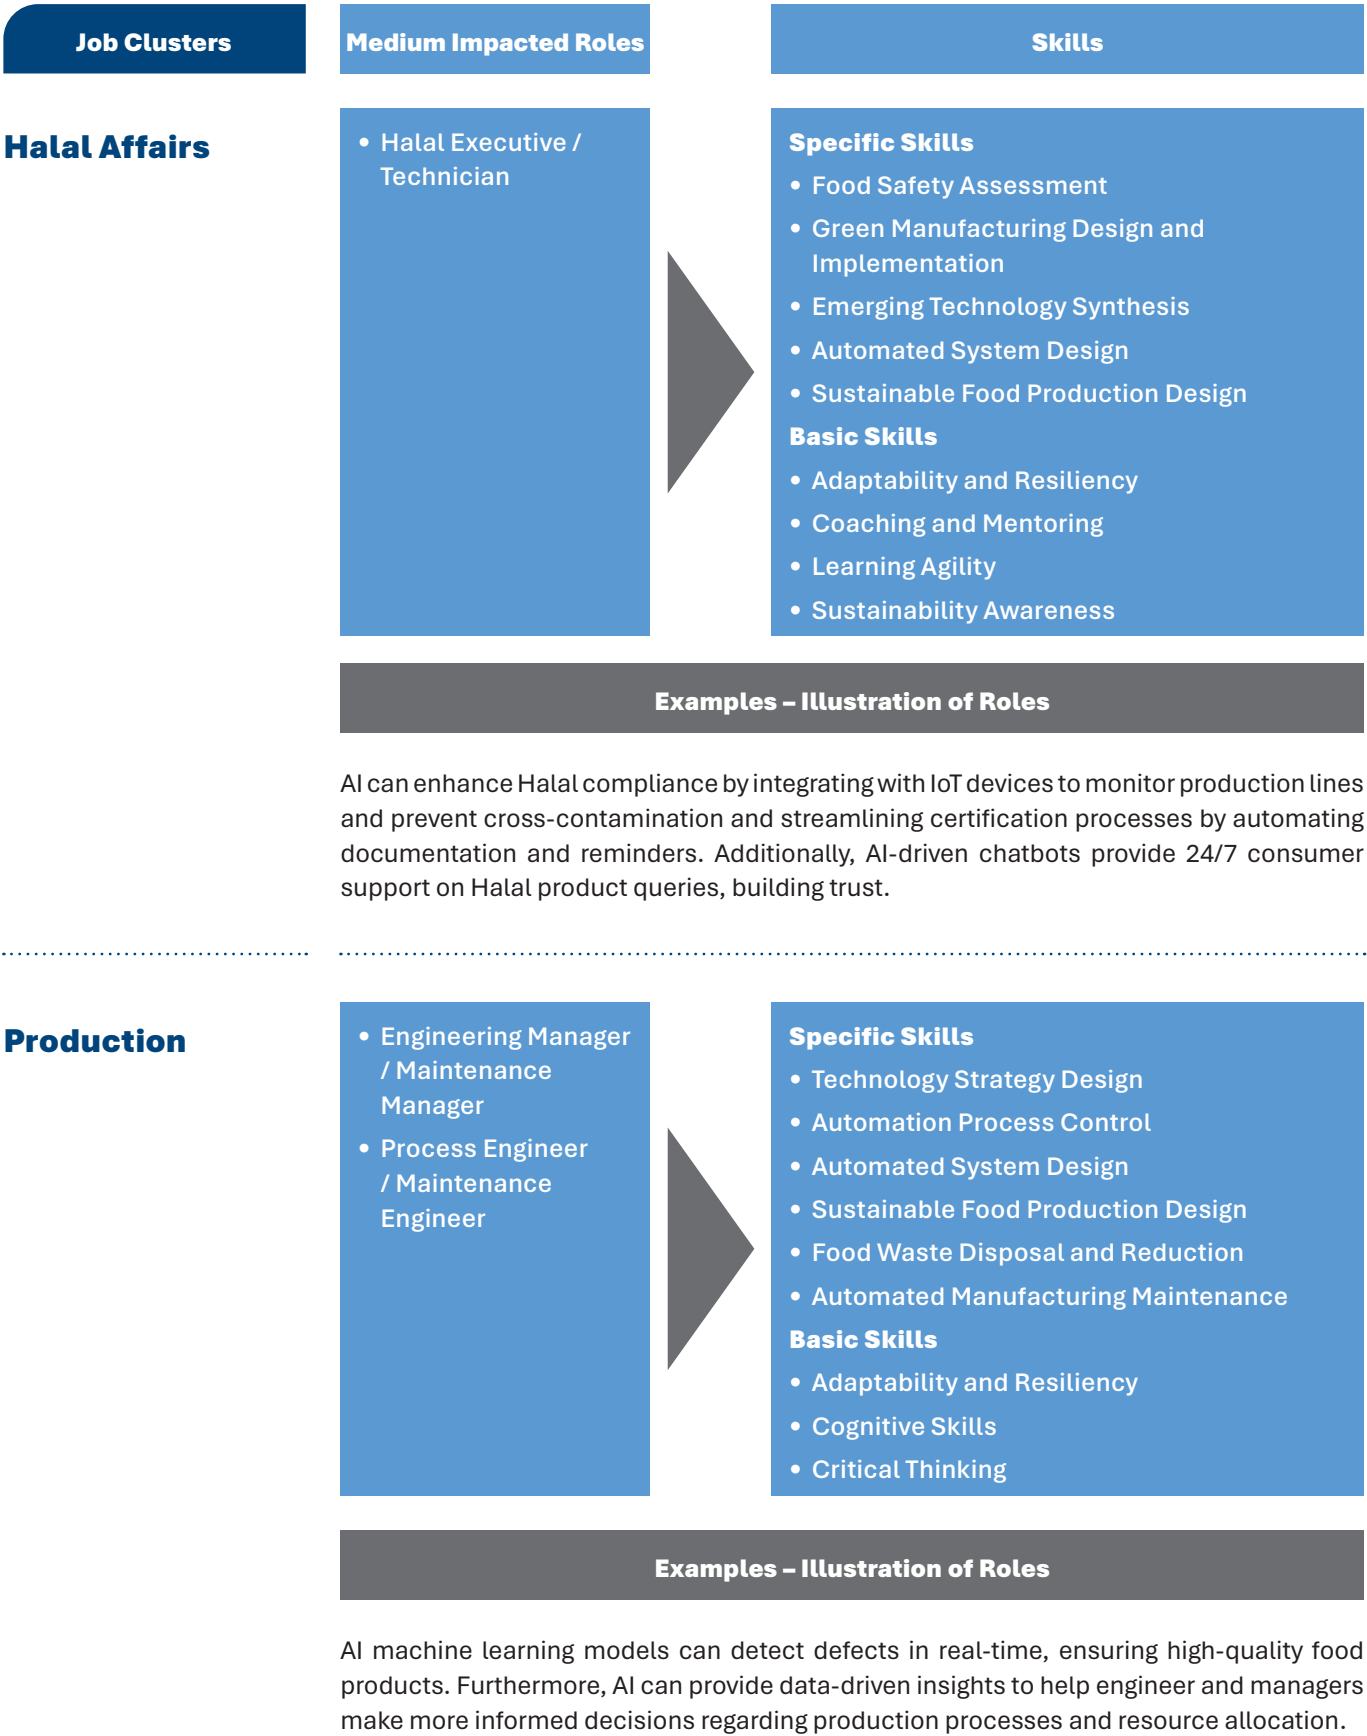 Job Clusters
Medium Impacted Roles
Skills
Halal Affairs
• Halal Executive /
Technician
Specific Skills
• Food Safety Assessment
• Green Manufacturing Design and
Implementation
• Emerging Technology Synthesis
• Automated System Design
• Sustainable Food Production Design
Basic Skills
• Adaptability and Resiliency
• Coaching and Mentoring
• Learning Agility
• Sustainability Awareness
Examples – Illustration of Roles
AI can enhance Halal compliance by integrating with IoT devices to monitor production lines
and prevent cross-contamination and streamlining certification processes by automating
documentation and reminders. Additionally, AI-driven chatbots provide 24/7 consumer
support on Halal product queries, building trust.
Production
• Engineering Manager
/ Maintenance
Manager
• Process Engineer
/ Maintenance
Engineer
Specific Skills
• Technology Strategy Design
• Automation Process Control
• Automated System Design
• Sustainable Food Production Design
• Food Waste Disposal and Reduction
• Automated Manufacturing Maintenance
Basic Skills
• Adaptability and Resiliency
• Cognitive Skills
• Critical Thinking
Examples – Illustration of Roles
AI machine learning models can detect defects in real-time, ensuring high-quality food
products. Furthermore, AI can provide data-driven insights to help engineer and managers
make more informed decisions regarding production processes and resource allocation.